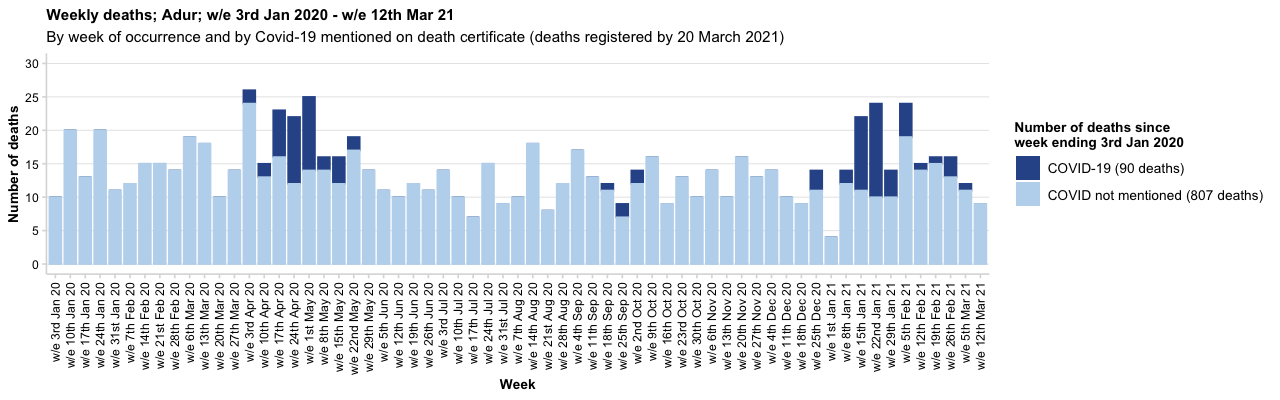 Weekly deaths; Adur; w/e 3rd Jan 2020 - w/e 12th Mar 21
By week of occurrence and by Covid-19 mentioned on death certificate (deaths registered by 20 March 2021)
Number of deaths
30
25
20
15
10
5
0
w/e 3rd Jan 20
w/e 10th Jan 20
w/e 17th Jan 20
w/e 24th Jan 20
w/e 31st Jan 20
w/e 7th Feb 20
w/e 14th Feb 20
w/e 21st Feb 20
w/e 28th Feb 20
w/e 6th Mar 20
w/e 13th Mar 20
w/e 20th Mar 20
w/e 27th Mar 20
w/e 3rd Apr 20
w/e 10th Apr 20
w/e 17th Apr 20
w/e 24th Apr 20
w/e 1st May 20
w/e 8th May 20
w/e 15th May 20
w/e 22nd May 20
w/e 29th May 20
w/e 5th Jun 20
w/e 12th Jun 20
w/e 19th Jun 20
w/e 26th Jun 20
w/e 3rd Jul 20
w/e 10th Jul 20
w/e 17th Jul 20
w/e 24th Jul 20
w/e 31st Jul 20
w/e 7th Aug 20
w/e 14th Aug 20
w/e 21st Aug 20
w/e 28th Aug 20
w/e 4th Sep 20
w/e 11th Sep 20
w/e 18th Sep 20
w/e 25th Sep 20
w/e 2nd Oct 20
w/e 9th Oct 20
w/e 16th Oct 20
w/e 23rd Oct 20
w/e 30th Oct 20
w/e 6th Nov 20
w/e 13th Nov 20
w/e 20th Nov 20
w/e 27th Nov 20
w/e 4th Dec 20
w/e 11th Dec 20
w/e 18th Dec 20
w/e 25th Dec 20
w/e 1st Jan 21
w/e 8th Jan 21
w/e 15th Jan 21
w/e 22nd Jan 21
w/e 29th Jan 21
w/e 5th Feb 21
w/e 12th Feb 21
w/e 19th Feb 21
w/e 26th Feb 21
w/e 5th Mar 21
w/e 12th Mar 21
Week
Number of deaths since
week ending 3rd Jan 2020
COVID-19 (90 deaths)
COVID not mentioned (807 deaths)